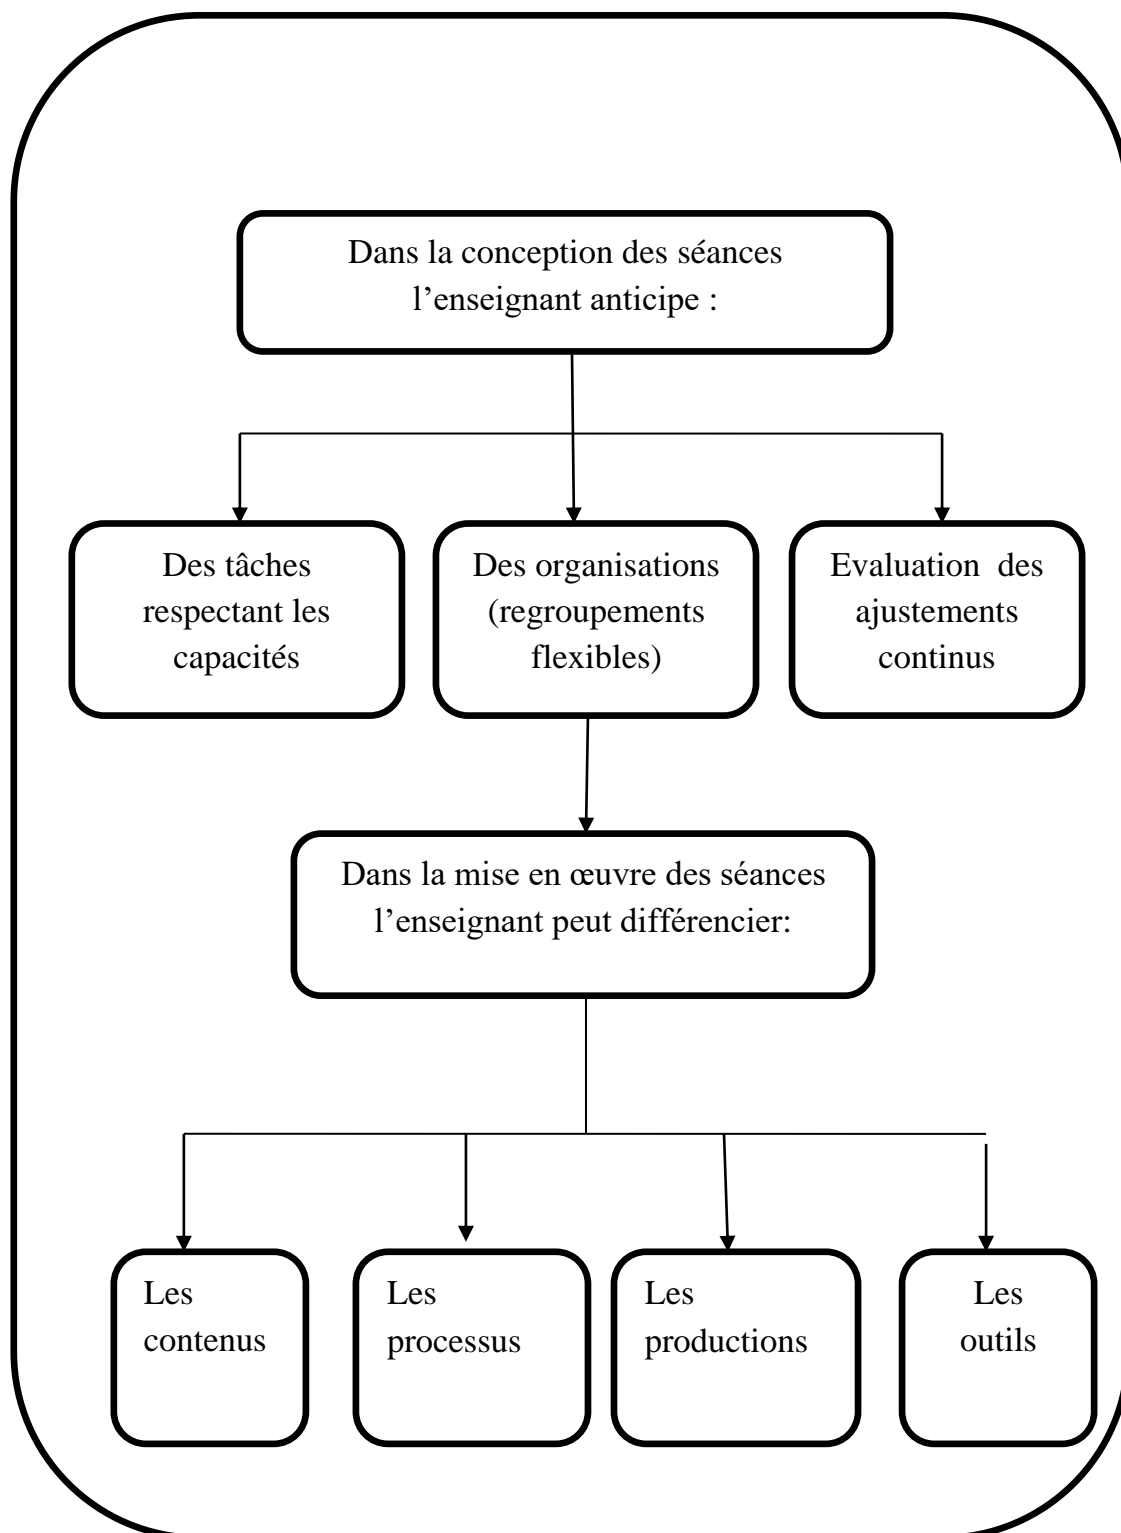 Dans la conception des séances
l’enseignant anticipe :
Des tâches
respectant les
capacités
Des organisations
(regroupements
flexibles)
Evaluation  des
ajustements
continus
Dans la mise en œuvre des séances
l’enseignant peut différencier:
Les
contenus
Les
processus
Les
productions
Les
outils